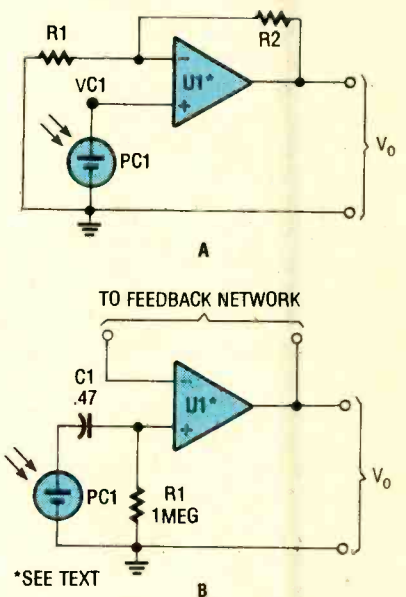 R1
R2
VC1
−
U1*
+
PC1
V₀
A
TO FEEDBACK NETWORK
C1
.47
−
U1*
+
PC1
R1
1MEG
V₀
*SEE TEXT
B